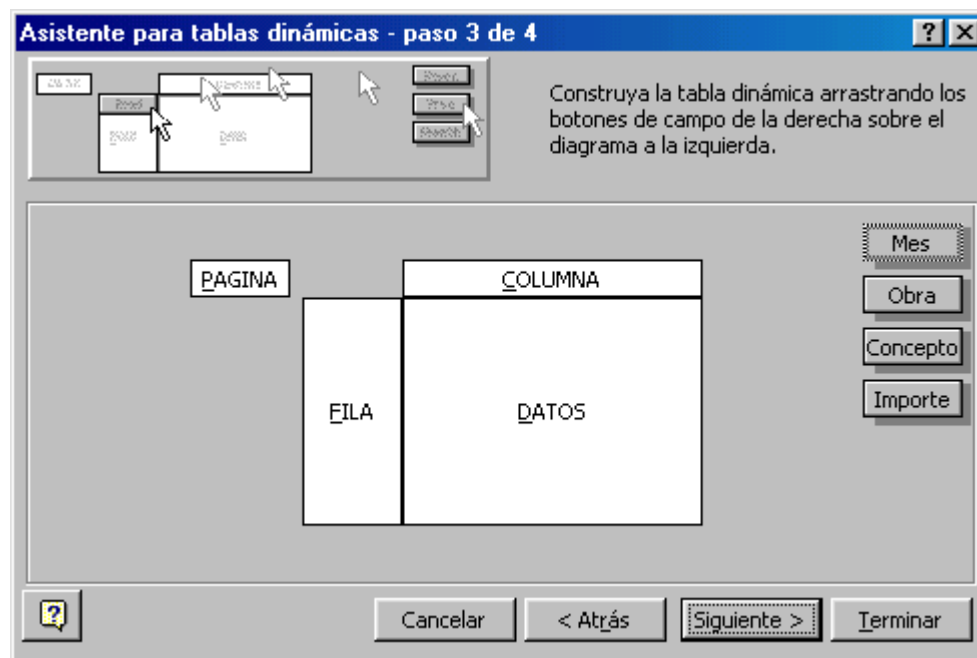 Asistente para tablas dinámicas - paso 3 de 4
Construya la tabla dinámica arrastrando los
botones de campo de la derecha sobre el
diagrama a la izquierda.
PAGINA
COLUMNA
FILA
DATOS
Mes
Obra
Concepto
Importe
Cancelar
< Atrás
Siguiente >
Terminar